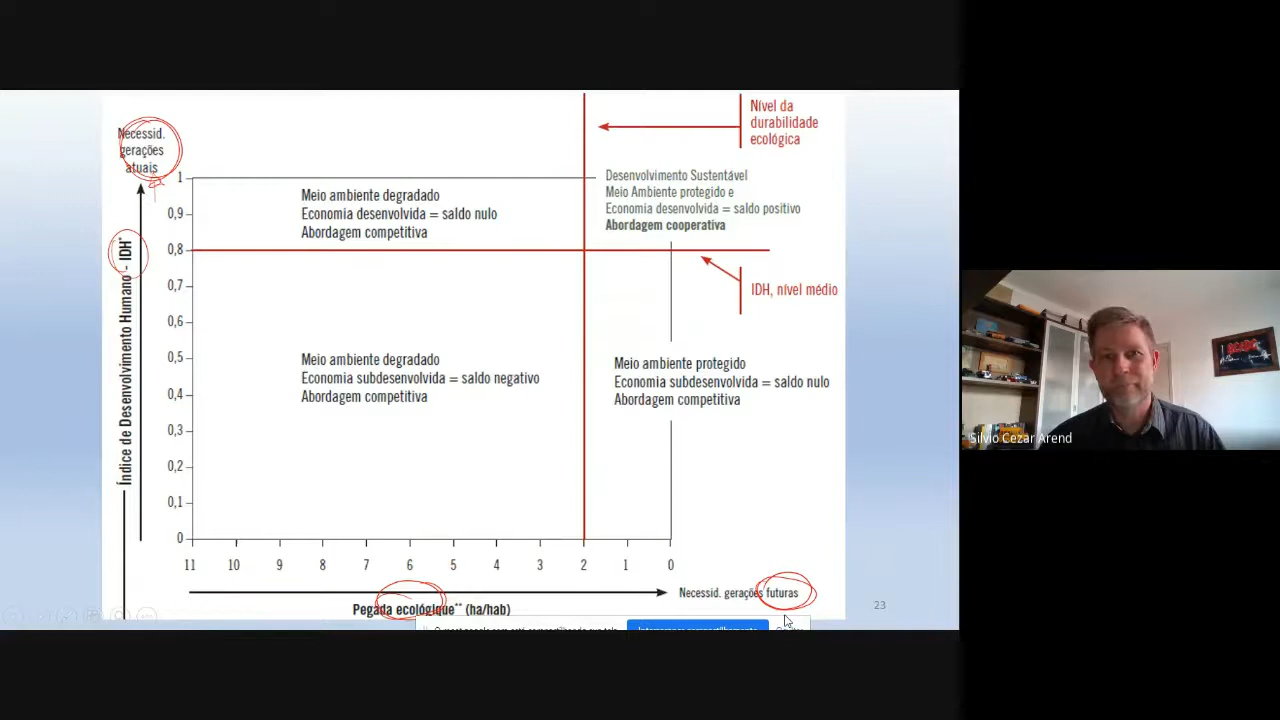 Nível da
durabilidade
ecológica
Necessid.
gerações
atuais
Desenvolvimento Sustentável
Meio Ambiente protegido e
Economia desenvolvida = saldo positivo
Abordagem cooperativa
Meio ambiente degradado
Economia desenvolvida = saldo nulo
Abordagem competitiva
IDH, nível médio
Índice de Desenvolvimento Humano - IDH*
1
0,9
0,8
0,7
0,6
0,5
0,4
0,3
0,2
0,1
0
Meio ambiente degradado
Economia subdesenvolvida = saldo negativo
Abordagem competitiva
Meio ambiente protegido
Economia subdesenvolvida = saldo nulo
Abordagem competitiva
11 10 9 8 7 6 5 4 3 2 1 0
Necessid. gerações futuras
Pegada ecológique** (ha/hab)
23
Silvio Cezar Arend